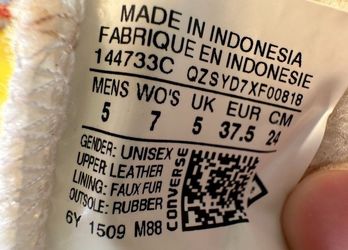 MADE IN INDONESIA
FABRIQUE EN INDONESIE
144733C QZSYD7XF00818
MENS WO'S UK EUR CM
5 7 5 37.5 24
GENDER: UNISEX
UPPER: LEATHER
LINING: FAUX FUR
OUTSOLE: RUBBER
6Y 1509 M88
CONVERSE